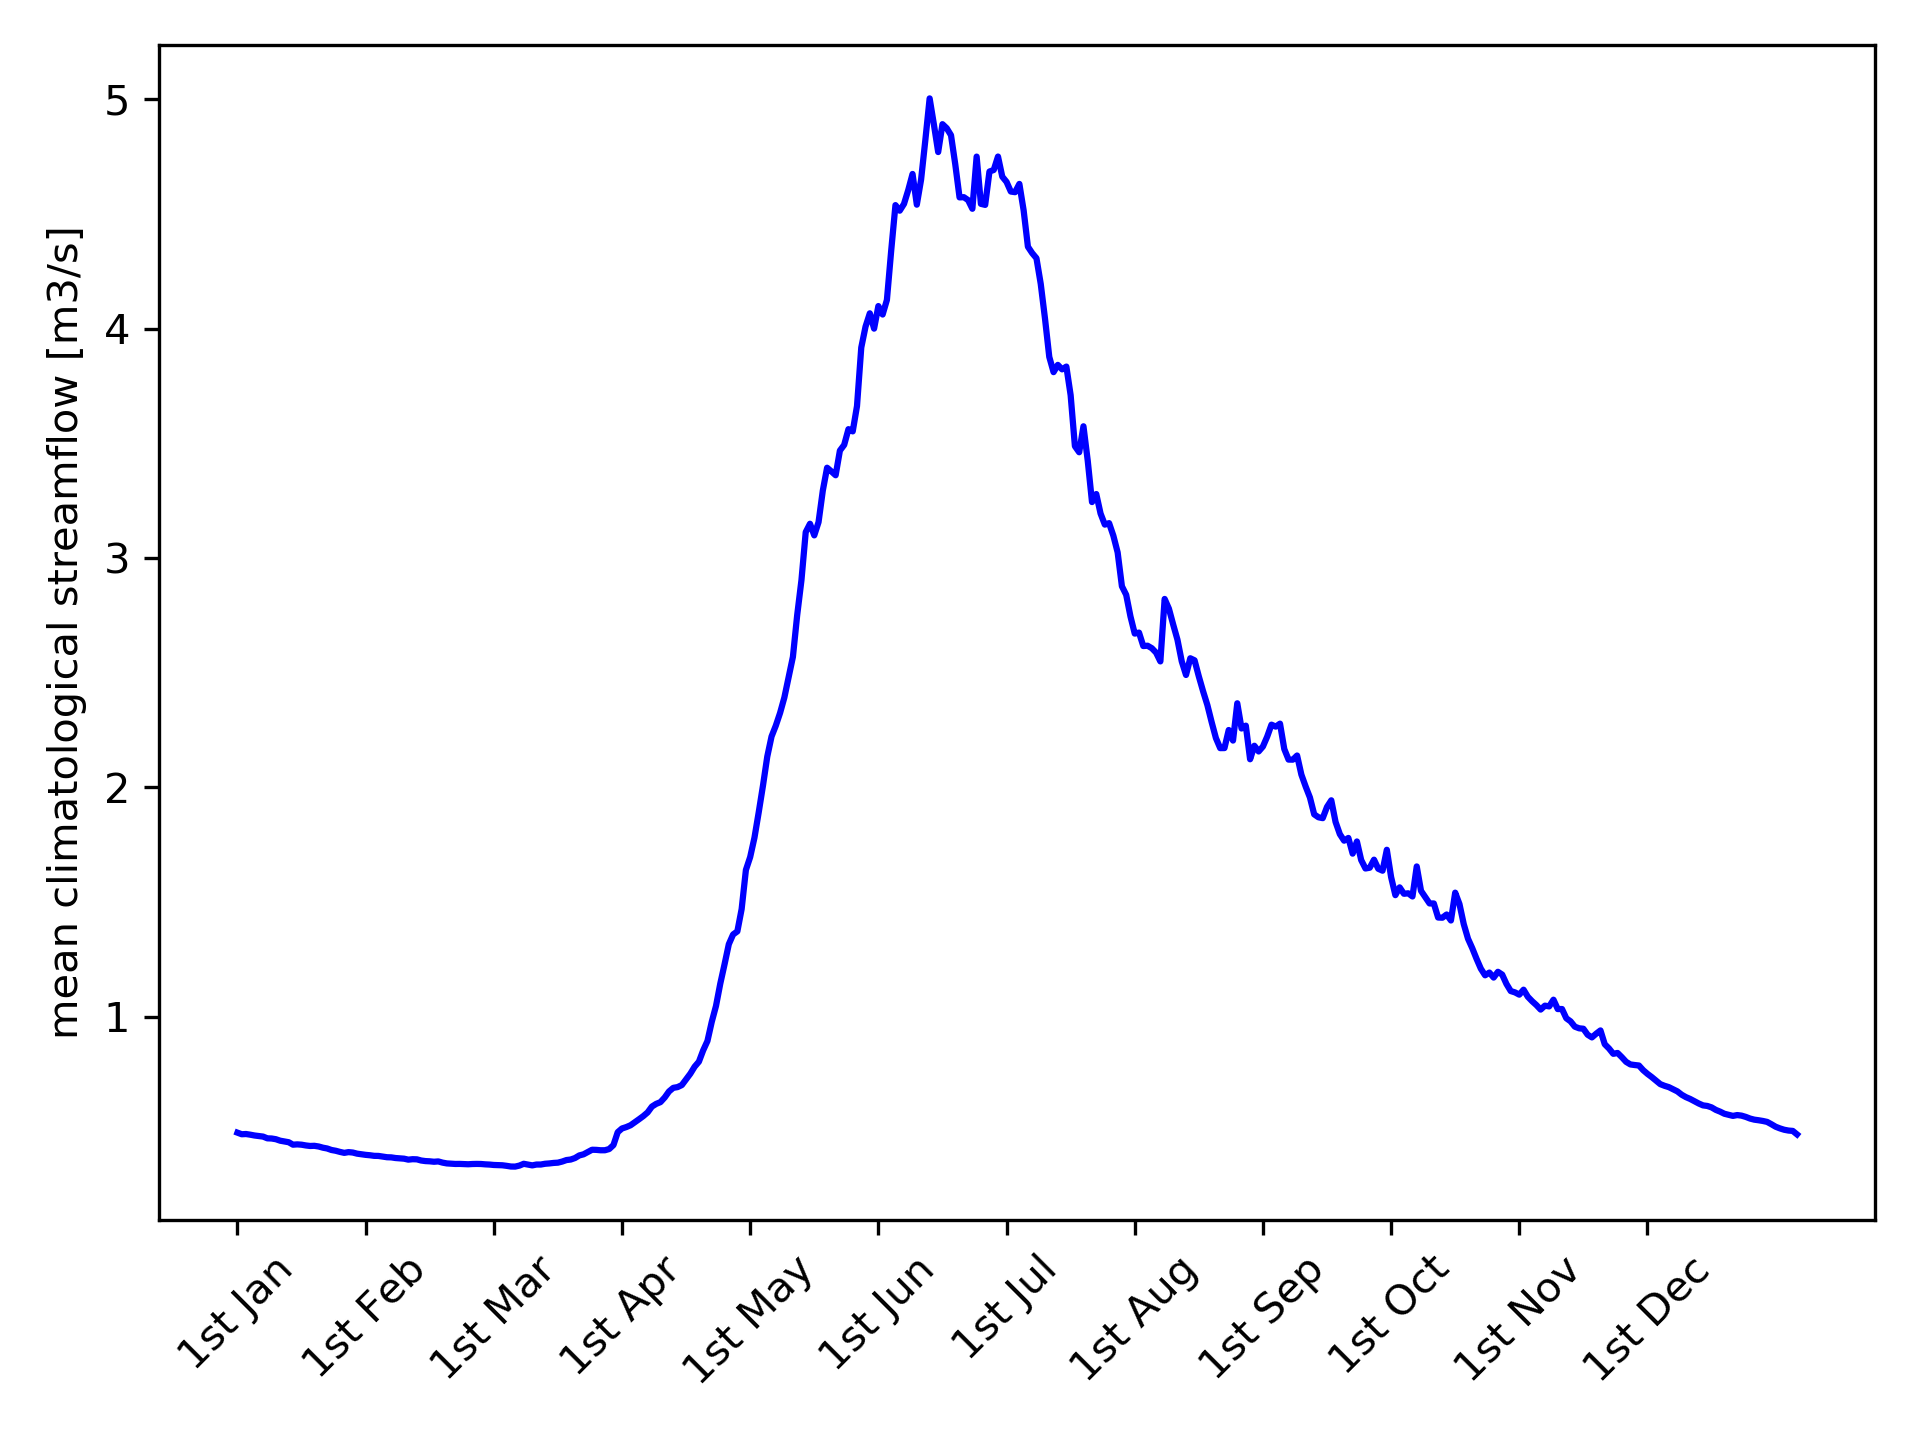 mean climatological streamflow [m3/s]
5
4
3
2
1
1st Jan
1st Feb
1st Mar
1st Apr
1st May
1st Jun
1st Jul
1st Aug
1st Sep
1st Oct
1st Nov
1st Dec